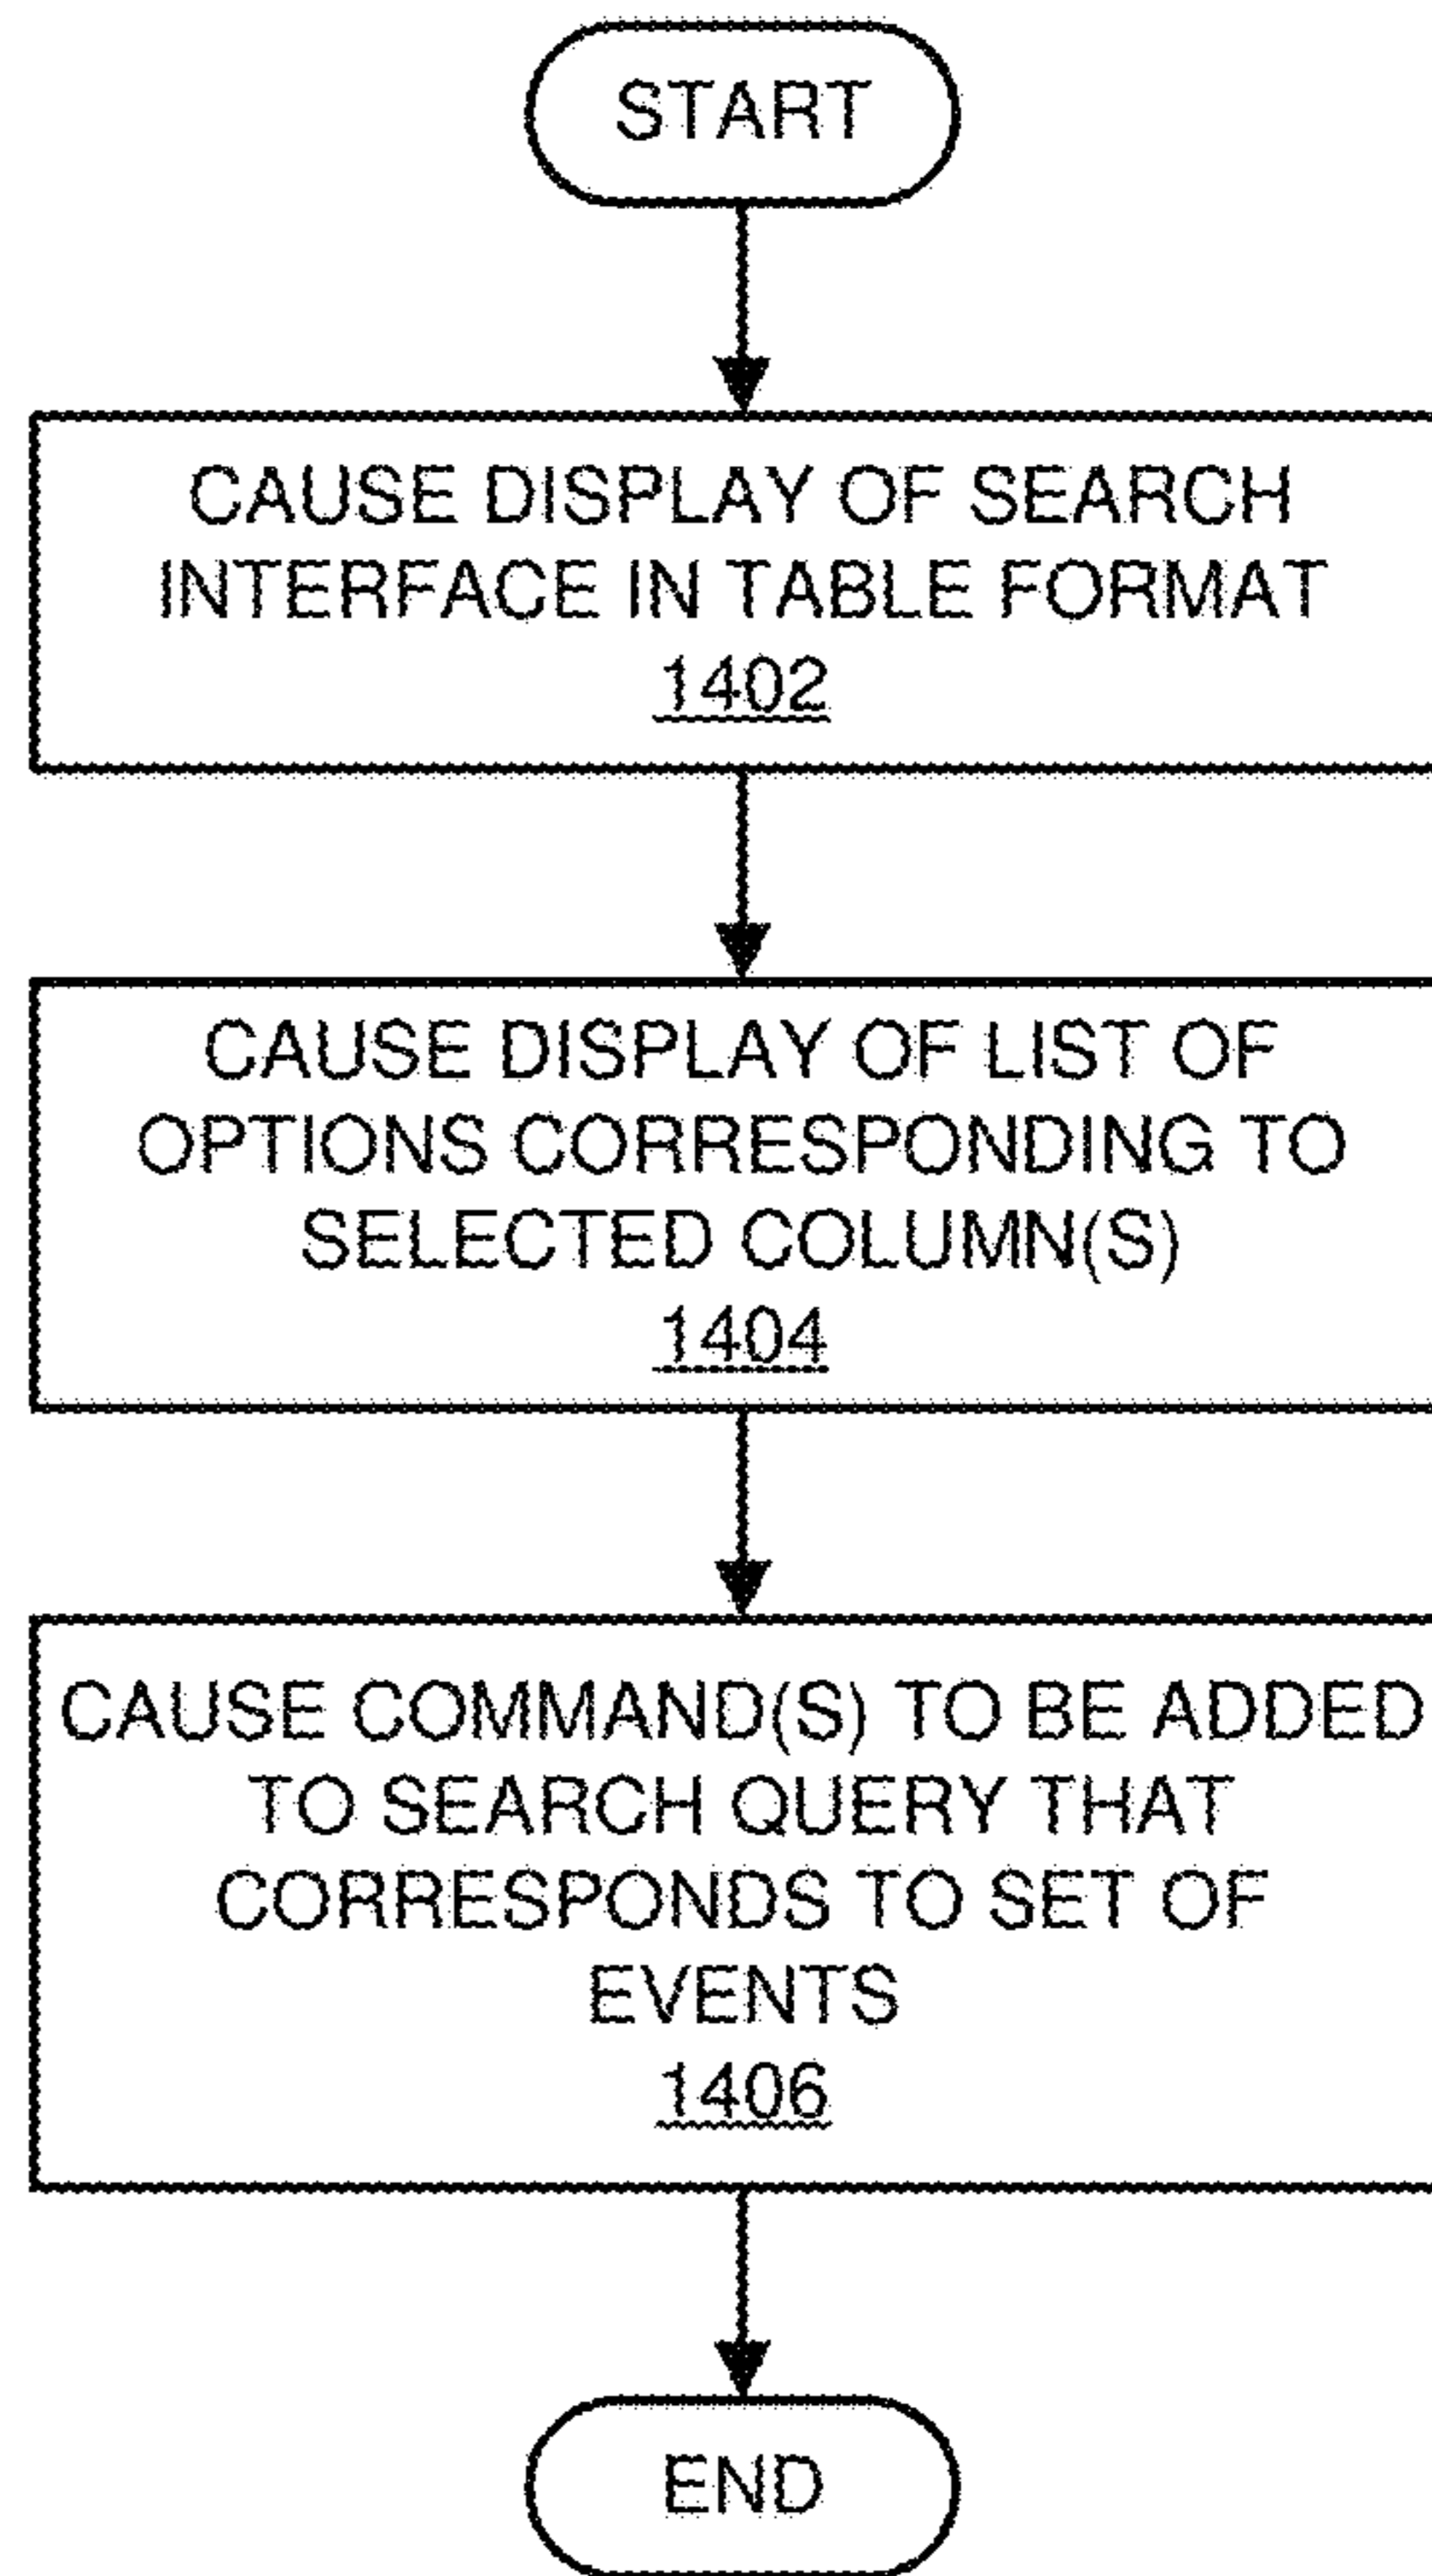 START
CAUSE DISPLAY OF SEARCH
INTERFACE IN TABLE FORMAT
1402
CAUSE DISPLAY OF LIST OF
OPTIONS CORRESPONDING TO
SELECTED COLUMN(S)
1404
CAUSE COMMAND(S) TO BE ADDED
TO SEARCH QUERY THAT
CORRESPONDS TO SET OF
EVENTS
1406
END